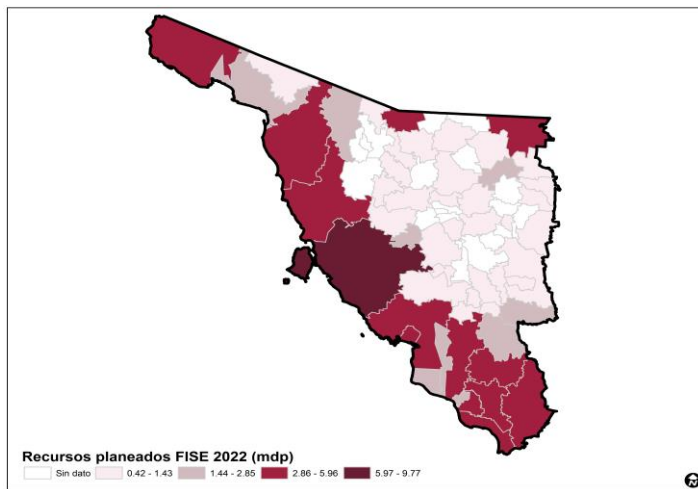 Recursos planeados FISE 2022 (mdp)
Sin dato 0.42 - 1.43 1.44 - 2.85 2.86 - 5.96 5.97 - 9.77